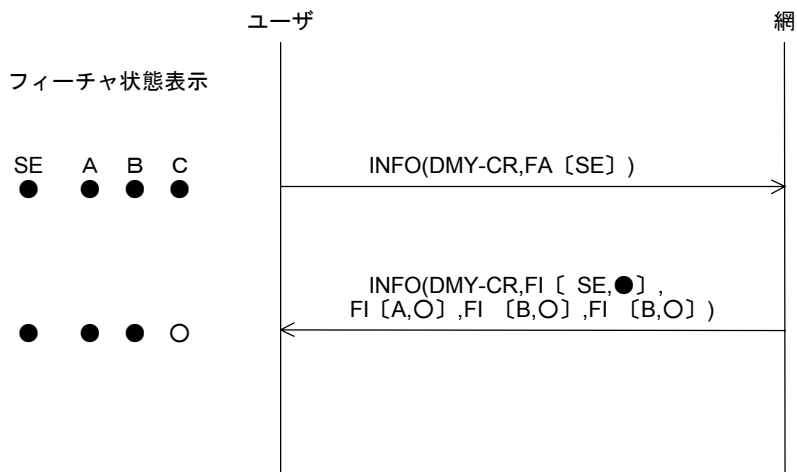 ユーザ 網
フィーチャ状態表示
SE A B C
● ● ● ●
INFO(DMY-CR,FA〔SE〕)
INFO(DMY-CR,FI〔 SE,●〕,
FI〔A,○〕,FI 〔B,○〕,FI 〔B,○〕)
● ● ● ○